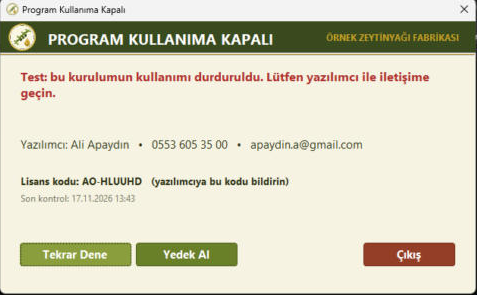 Program Kullanıma Kapalı
PROGRAM KULLANIMA KAPALI
ÖRNEK ZEYTİNYAĞI FABRİKASI
Test: bu kurulumun kullanımı durduruldu. Lütfen yazılımcı ile iletişime
geçin.
Yazılımcı: Ali Apaydın • 0553 605 35 00 • apaydin.a@gmail.com
Lisans kodu: AO-HLUUHD (yazılımcıya bu kodu bildirin)
Son kontrol: 17.11.2026 13:43
Tekrar Dene
Yedek Al
Çıkış